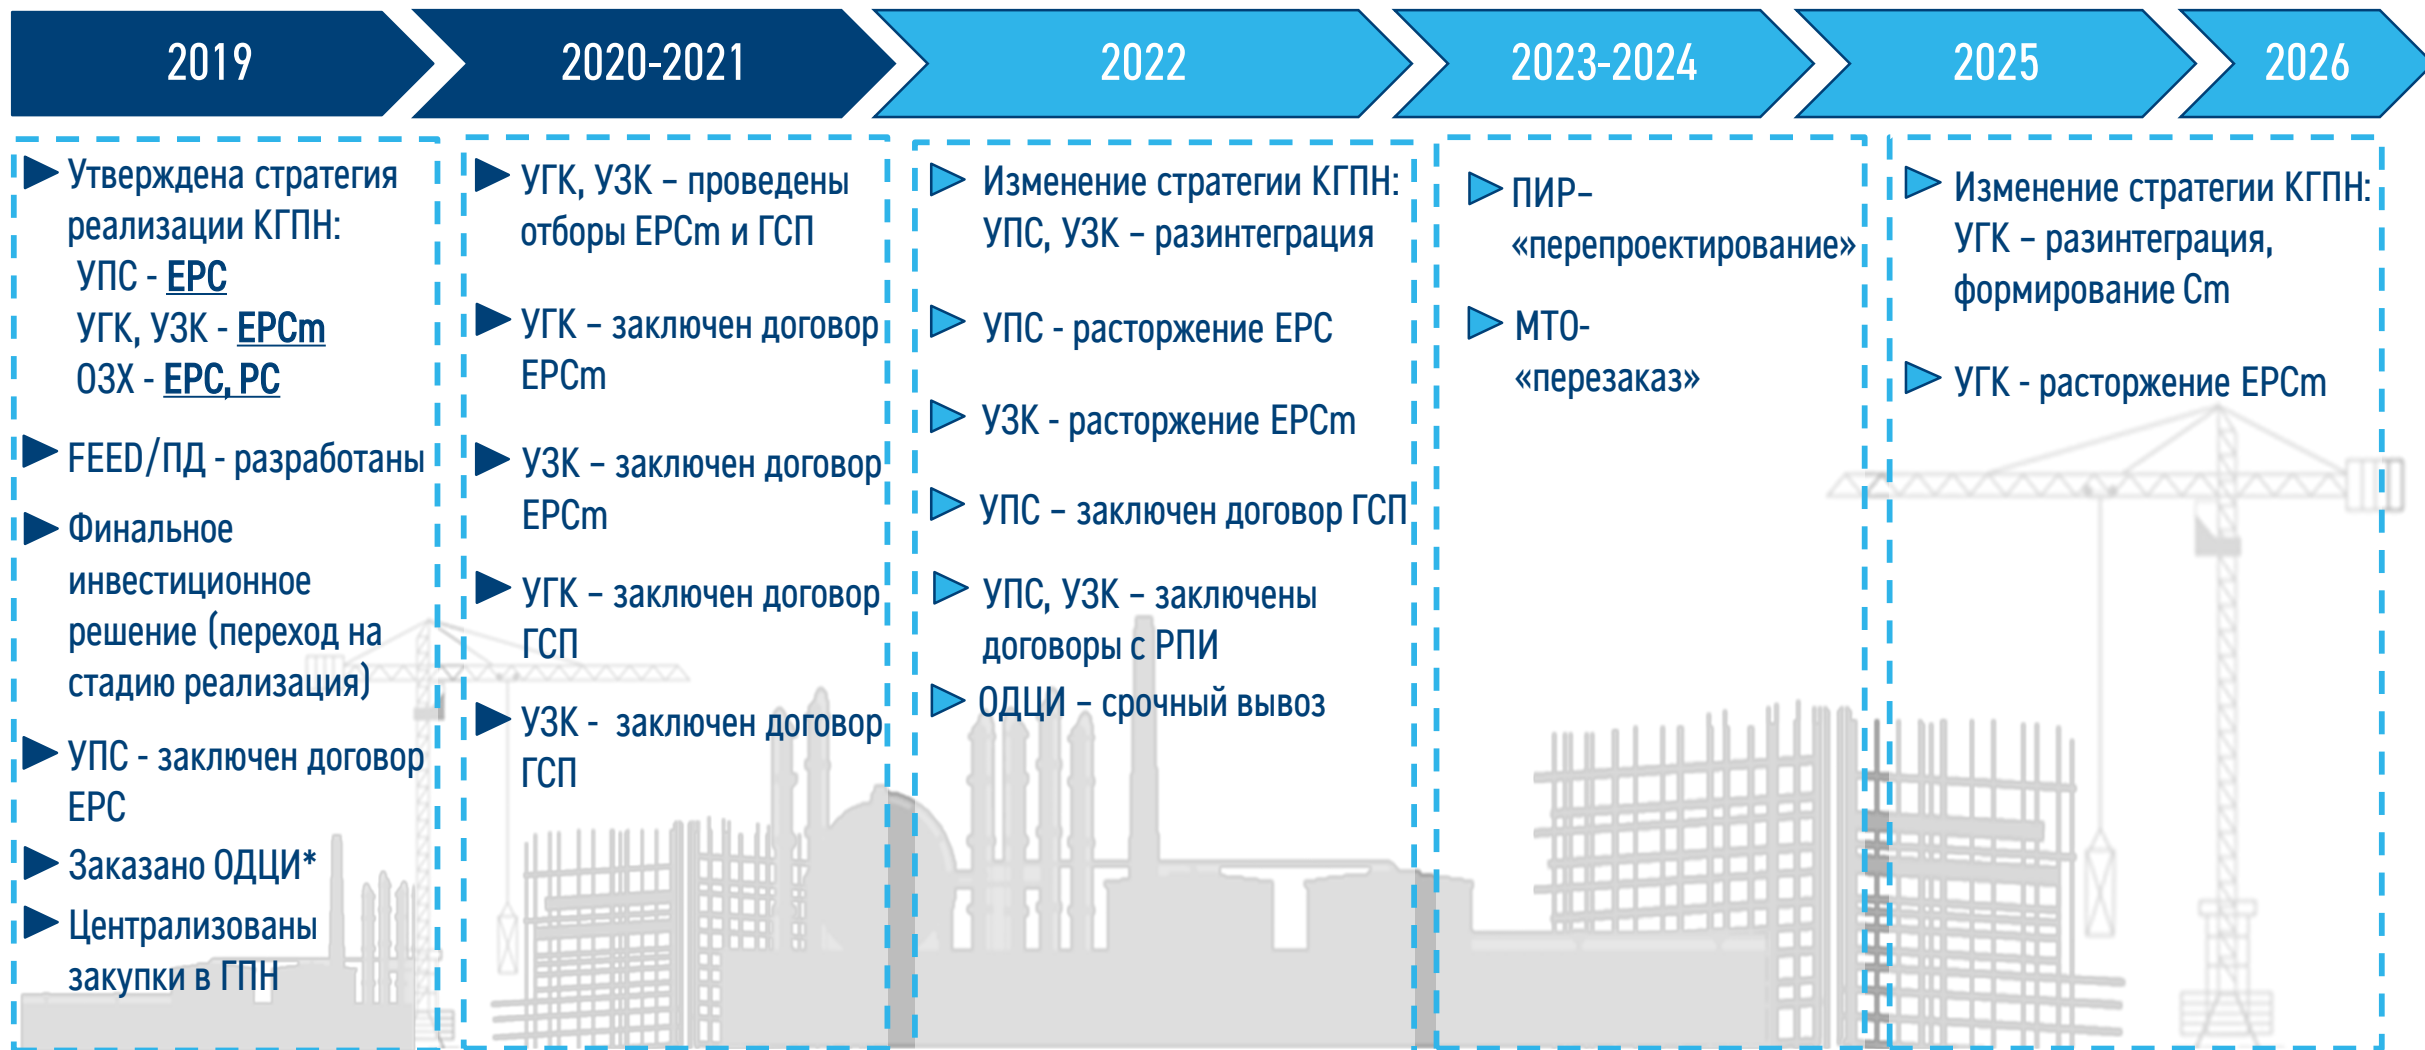 2019
2020-2021
2022
2023-2024
2025
2026
Утверждена стратегия
реализации КГПН:
УПС - EPC
УГК, УЗК - EPCm
ОЗХ - EPC, PC
FEED/ПД - разработаны
Финальное
инвестиционное
решение (переход на
стадию реализация)
УПС - заключен договор
EPC
Заказано ОДЦИ*
Централизованы
закупки в ГПН
УГК, УЗК – проведены
отборы EPCm и ГСП
УГК – заключен договор
EPCm
УЗК – заключен договор
EPCm
УГК – заключен договор
ГСП
УЗК - заключен договор
ГСП
Изменение стратегии КГПН:
УПС, УЗК – разинтеграция
УПС - расторжение EPC
УЗК - расторжение EPCm
УПС – заключен договор ГСП
УПС, УЗК – заключены
договоры с РПИ
ОДЦИ – срочный вывоз
ПИР–
«перепроектирование»
МТО-
«перезаказ»
Изменение стратегии КГПН:
УГК – разинтеграция,
формирование Cm
УГК - расторжение EPCm